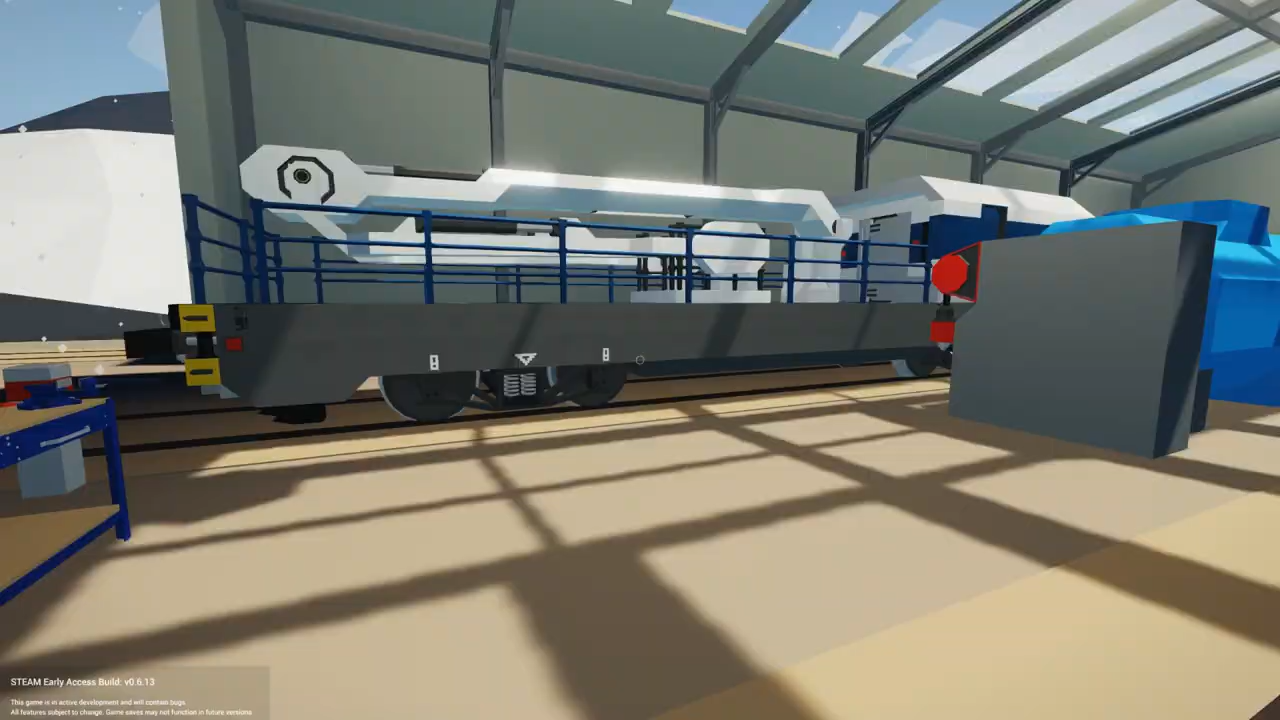 STEAM Early Access Build: v0.6.13
This game is in active development and will contain bugs.
All features subject to change. Game saves may not function in future versions